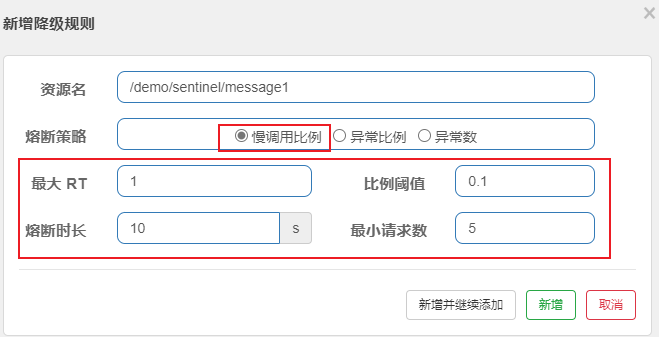 新增降级规则
×
资源名 /demo/sentinel/message1
熔断策略 慢调用比例 异常比例 异常数
最大 RT 1 比例阈值 0.1
熔断时长 10 s 最小请求数 5
新增并继续添加 新增 取消